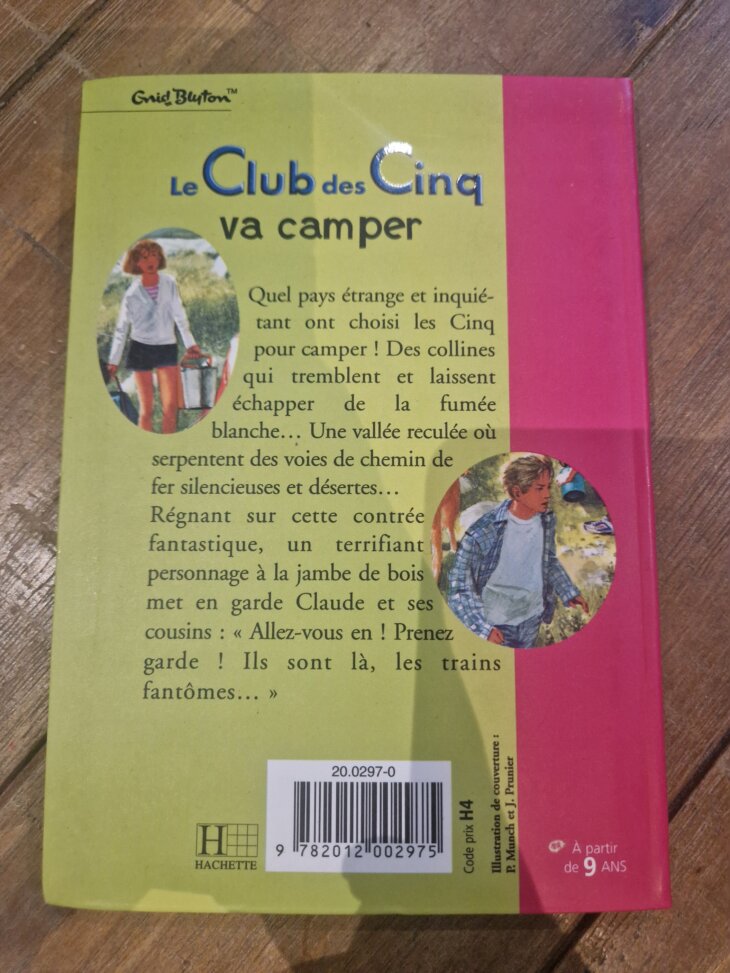 Enid Blyton™
Le Club des Cinq
va camper
Quel pays étrange et inquié-
tant ont choisi les Cinq
pour camper ! Des collines
qui tremblent et laissent
échapper de la fumée
blanche... Une vallée reculée où
serpentent des voies de chemin de
fer silencieuses et désertes...
Régnant sur cette contrée
fantastique, un terrifiant
personnage à la jambe de bois
met en garde Claude et ses
cousins : « Allez-vous en ! Prenez
garde ! Ils sont là, les trains
fantômes... »
20.0297-0
9 782012 002975
H
HACHETTE
Code prix H4
Illustration de couverture :
P. Munch et J. Prunier
À partir
de 9 ANS